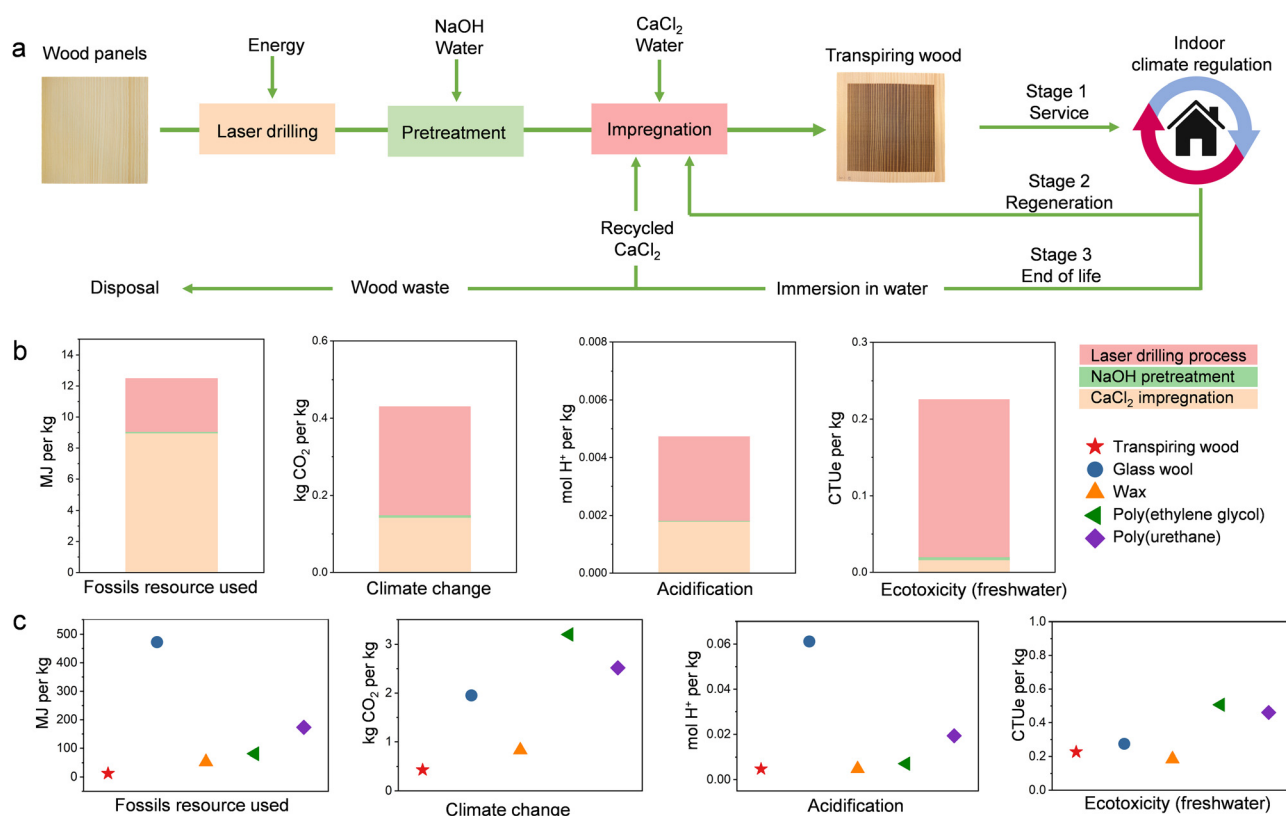 a
Wood panels
Energy
NaOH
Water
CaCl₂
Water
Transpiring wood
Indoor
climate regulation
Laser drilling
Pretreatment
Impregnation
Stage 1
Service
Stage 2
Regeneration
Recycled
CaCl₂
Stage 3
End of life
Disposal
Wood waste
Immersion in water
b
MJ per kg
14
12
10
8
6
4
2
0
Fossils resource used
kg CO₂ per kg
0.6
0.4
0.2
0.0
Climate change
mol H⁺ per kg
0.008
0.006
0.004
0.002
0.000
Acidification
CTUe per kg
0.3
0.2
0.1
0.0
Ecotoxicity (freshwater)
Laser drilling process
NaOH pretreatment
CaCl₂ impregnation
Transpiring wood
Glass wool
Wax
Poly(ethylene glycol)
Poly(urethane)
c
MJ per kg
500
400
300
200
100
0
Fossils resource used
kg CO₂ per kg
3
2
1
0
Climate change
mol H⁺ per kg
0.06
0.04
0.02
0.00
Acidification
CTUe per kg
1.0
0.8
0.6
0.4
0.2
0.0
Ecotoxicity (freshwater)